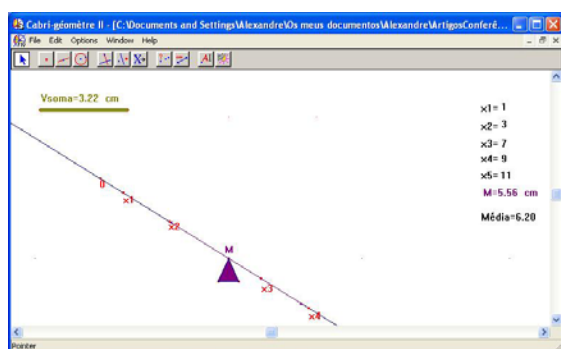 Cabri-géomètre II - [C:\Documents and Settings\Alexandre\Os meus documentos\Alexandre\ArtigosConferê...
File Edit Options Window Help
Vsoma=3.22 cm
x1= 1
x2= 3
x3= 7
x4= 9
x5= 11
M=5.56 cm
Média=6.20
0
x1
x2
M
x3
x4
Pointer